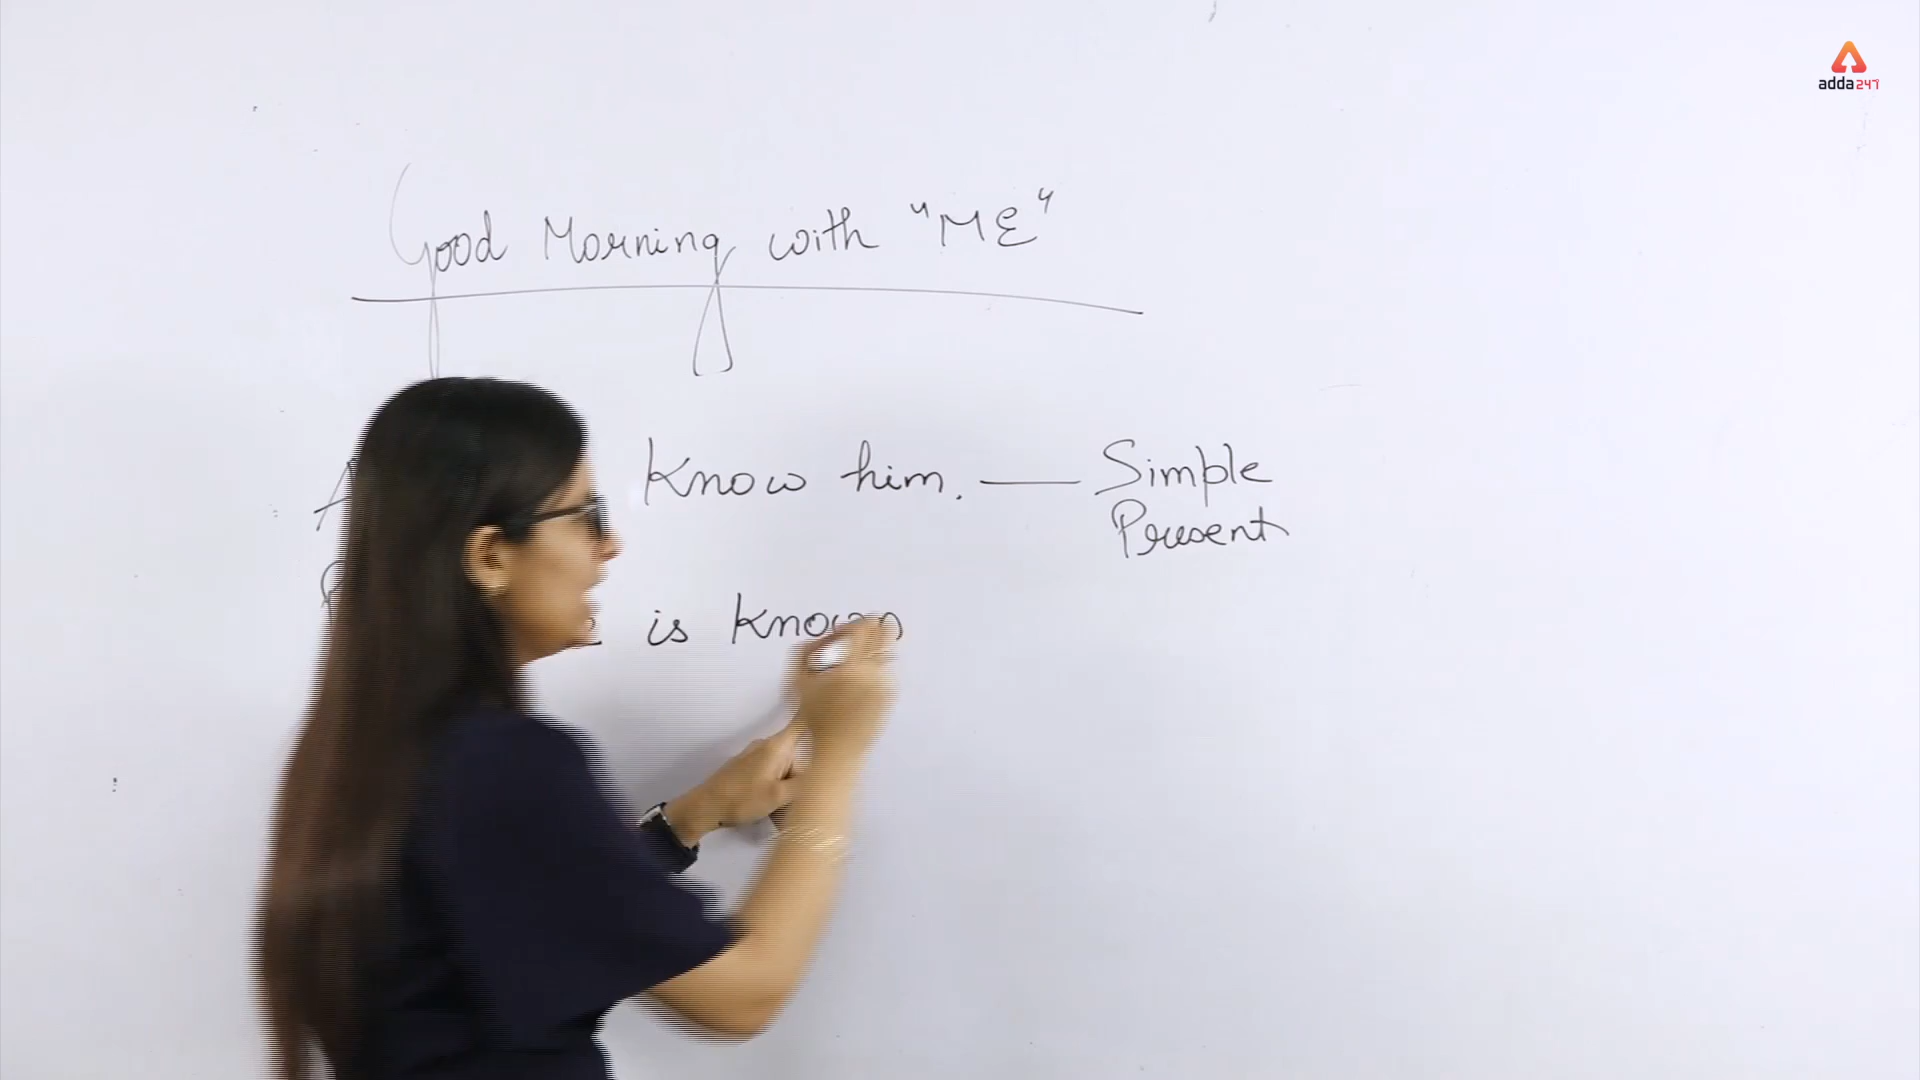 adda247
Good Morning with "ME"
A
Know him. — Simple
Present
is known